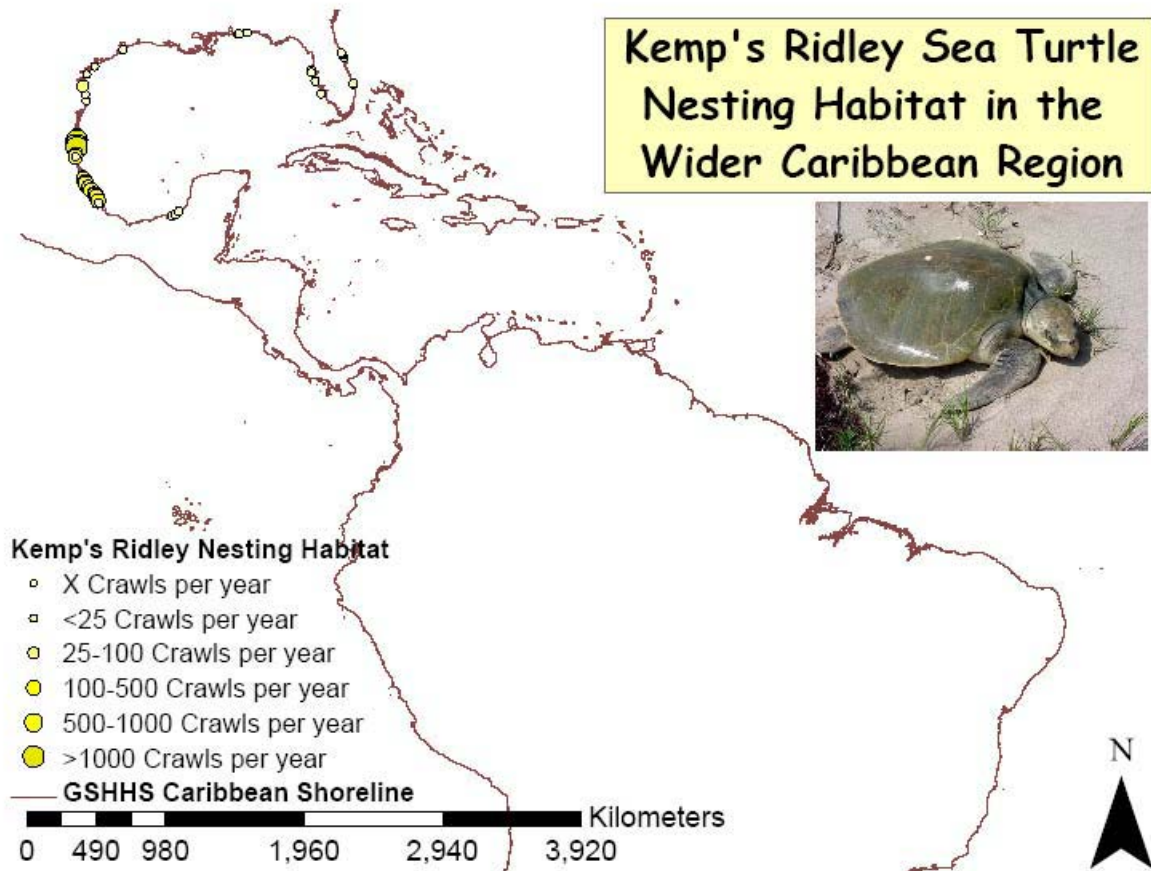 Kemp's Ridley Sea Turtle
Nesting Habitat in the
Wider Caribbean Region
Kemp's Ridley Nesting Habitat
X Crawls per year
<25 Crawls per year
25-100 Crawls per year
100-500 Crawls per year
500-1000 Crawls per year
>1000 Crawls per year
GSHHS Caribbean Shoreline
Kilometers
0 490 980 1,960 2,940 3,920
N